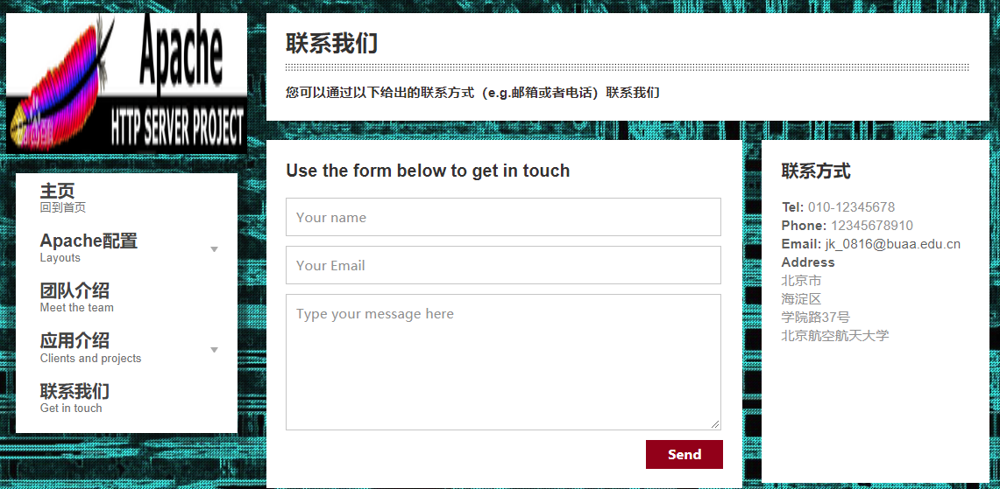 Apache
HTTP SERVER PROJECT
主页
回到首页
Apache配置
Layouts
团队介绍
Meet the team
应用介绍
Clients and projects
联系我们
Get in touch
联系我们
您可以通过以下给出的联系方式（e.g.邮箱或者电话）联系我们
Use the form below to get in touch
Your name
Your Email
Type your message here
Send
联系方式
Tel: 010-12345678
Phone: 12345678910
Email: jk_0816@buaa.edu.cn
Address
北京市
海淀区
学院路37号
北京航空航天大学